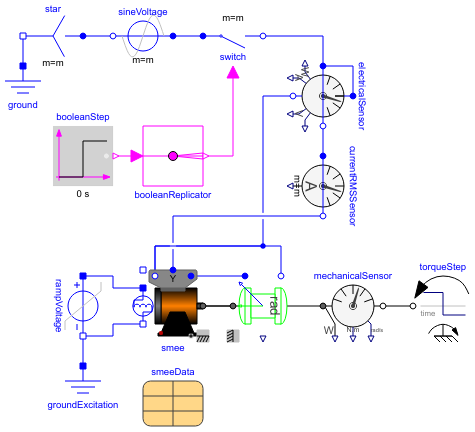 star
sineVoltage
m=m
m=m
m=m
switch
ground
electricalSensor
booleanStep
0 s
booleanReplicator
currentRMSSensor
A
m=m
Y
rampVoltage
+
smee
rad
mechanicalSensor
W
Nm
rad/s
torqueStep
time
groundExcitation
smeeData